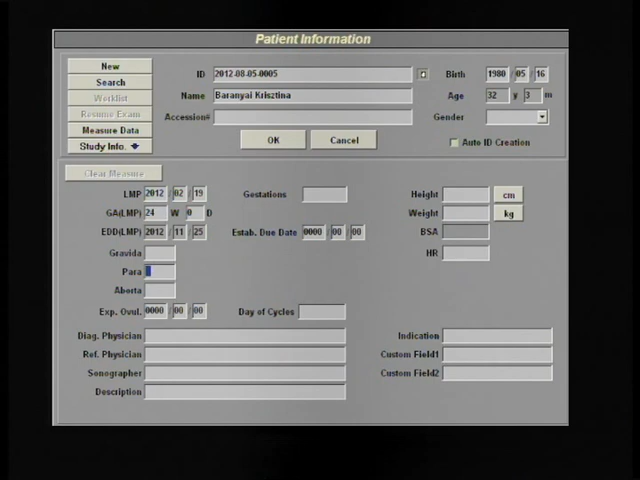 Patient Information
New
Search
Worklist
Resume Exam
Measure Data
Study Info.
ID 2012-08-05-0005
Name Baranyai Krisztina
Accession#
Birth 1980 / 05 / 16
Age 32 y 3 m
Gender
OK Cancel
Auto ID Creation
Clear Measure
LMP 2012 / 02 / 19 Gestations Height cm
GA(LMP) 24 W 0 D Weight kg
EDD(LMP) 2012 / 11 / 25 Estab. Due Date 0000 / 00 / 00 BSA
Gravida HR
Para
Aborta
Exp. Ovul. 0000 / 00 / 00 Day of Cycles
Diag. Physician Indication
Ref. Physician Custom Field1
Sonographer Custom Field2
Description